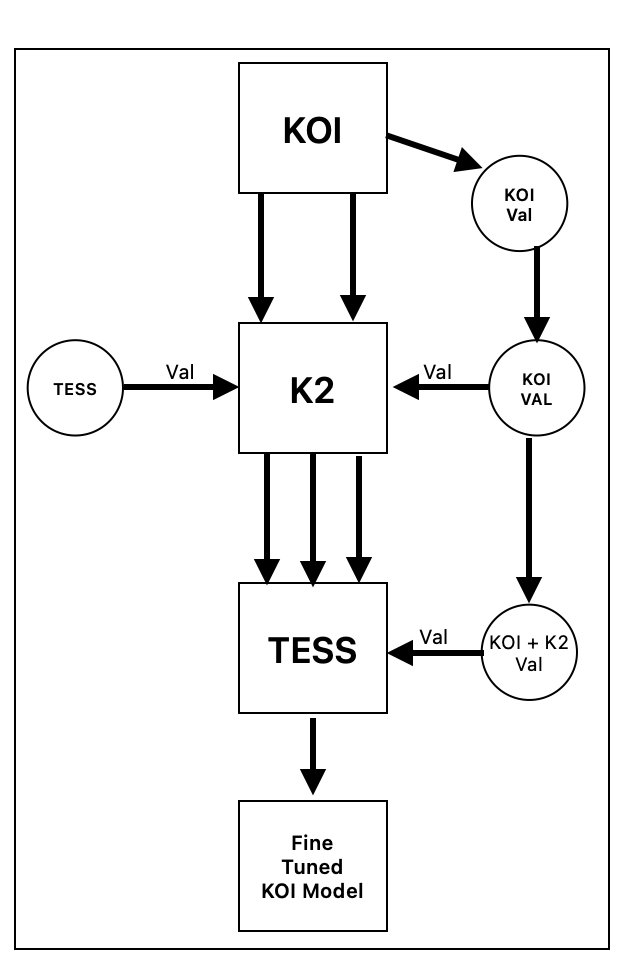 KOI
KOI
Val
TESS
Val
K2
Val
KOI
VAL
TESS
Val
KOI + K2
Val
Fine
Tuned
KOI Model